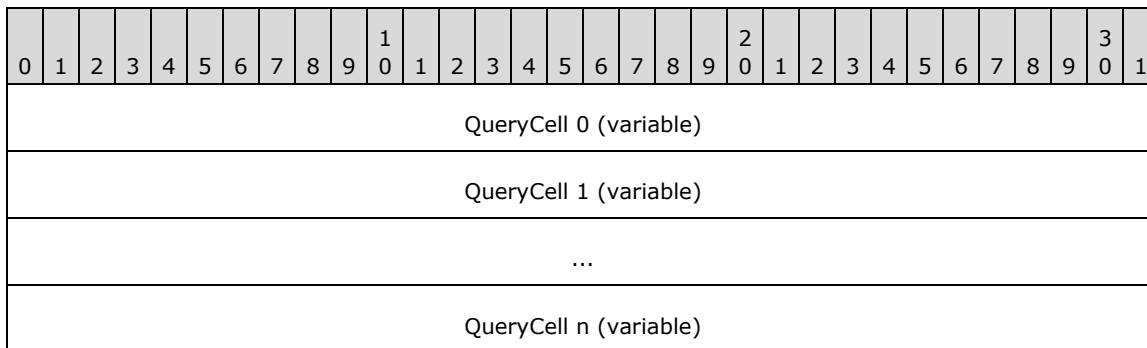 1 2 3
0 1 2 3 4 5 6 7 8 9 0 1 2 3 4 5 6 7 8 9 0 1 2 3 4 5 6 7 8 9 0 1
QueryCell 0 (variable)
QueryCell 1 (variable)
...
QueryCell n (variable)